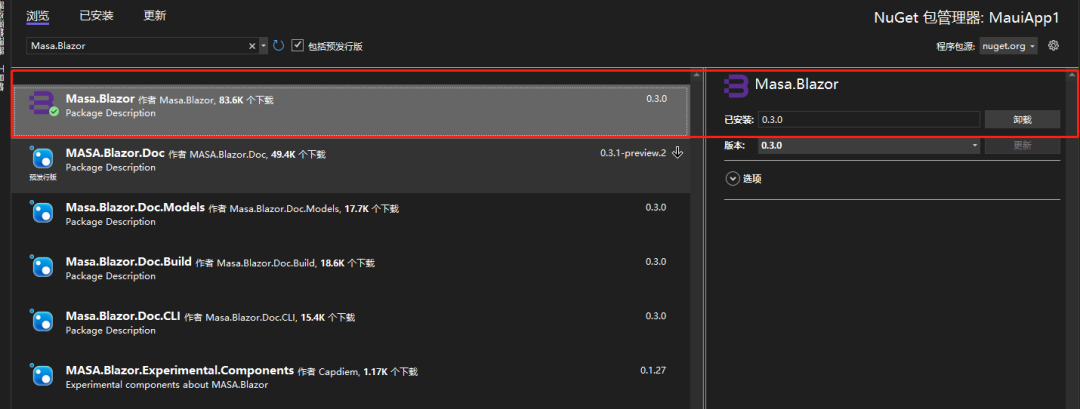 浏览 已安装 更新
NuGet 包管理器: MauiApp1
Masa.Blazor
包括预发行版
程序包源: nuget.org
Masa.Blazor 作者 Masa.Blazor, 83.6K 个下载
0.3.0
Package Description
MASA.Blazor.Doc 作者 MASA.Blazor.Doc, 49.4K 个下载
0.3.1-preview.2
预发行版
Package Description
Masa.Blazor.Doc.Models 作者 Masa.Blazor.Doc.Models, 17.7K 个下载
0.3.0
Package Description
Masa.Blazor.Doc.Build 作者 Masa.Blazor.Doc.Build, 18.6K 个下载
0.3.0
Package Description
Masa.Blazor.Doc.CLI 作者 Masa.Blazor.Doc.CLI, 15.4K 个下载
0.3.0
Package Description
MASA.Blazor.Experimental.Components 作者 Capdiem, 1.17K 个下载
0.1.27
Experimental components about MASA.Blazor
Masa.Blazor
已安装: 0.3.0 卸载
版本: 0.3.0 更新
选项